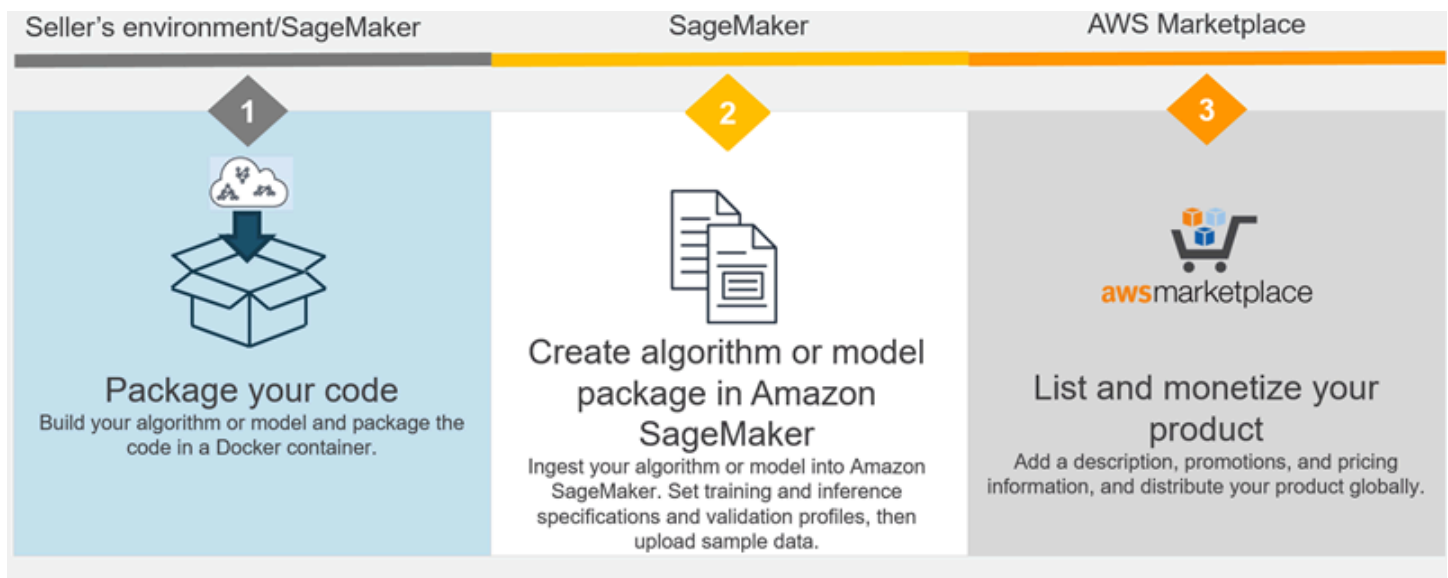 Seller's environment/SageMaker
SageMaker
AWS Marketplace
1
2
3
Package your code
Build your algorithm or model and package the
code in a Docker container.
Create algorithm or model
package in Amazon
SageMaker
Ingest your algorithm or model into Amazon
SageMaker. Set training and inference
specifications and validation profiles, then
upload sample data.
awsmarketplace
List and monetize your
product
Add a description, promotions, and pricing
information, and distribute your product globally.